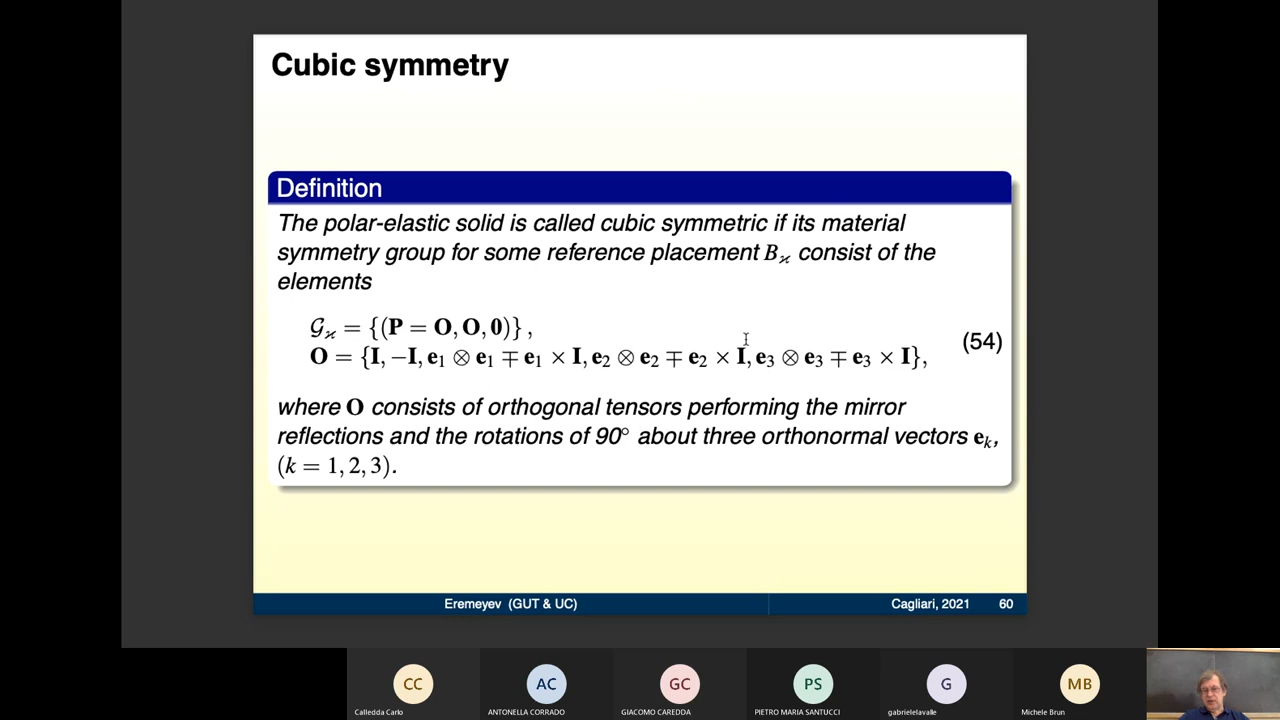 Cubic symmetry
Definition
The polar-elastic solid is called cubic symmetric if its material
symmetry group for some reference placement Bϰ consist of the
elements
𝒢ϰ = {(P = O, O, 0)} ,
O = {I, −I, e₁ ⊗ e₁ ∓ e₁ × I, e₂ ⊗ e₂ ∓ e₂ × I, e₃ ⊗ e₃ ∓ e₃ × I},
(54)
where O consists of orthogonal tensors performing the mirror
reflections and the rotations of 90° about three orthonormal vectors eₖ,
(k = 1, 2, 3).
Eremeyev (GUT & UC) Cagliari, 2021 60
CC AC GC PS G MB
Calledda Carlo ANTONELLA CORRADO GIACOMO CAREDDA PIETRO MARIA SANTUCCI gabrielelavalle Michele Brun